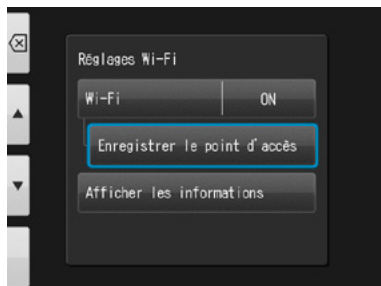 Réglages Wi-Fi
Wi-Fi ON
Enregistrer le point d'accès
Afficher les informations